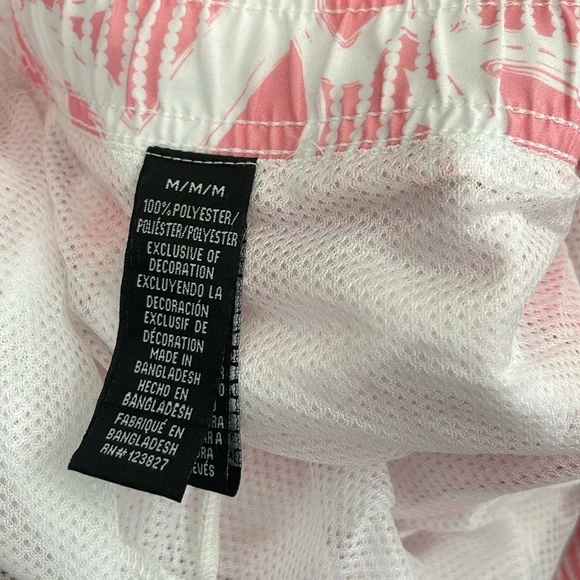 M/M/M
100% POLYESTER/
POLIÉSTER/POLYESTER
EXCLUSIVE OF
DECORATION
EXCLUYENDO LA
DECORACIÓN
EXCLUSIF DE
DÉCORATION
MADE IN
BANGLADESH
HECHO EN
BANGLADESH
FABRIQUÉ EN
BANGLADESH
RN# 123827